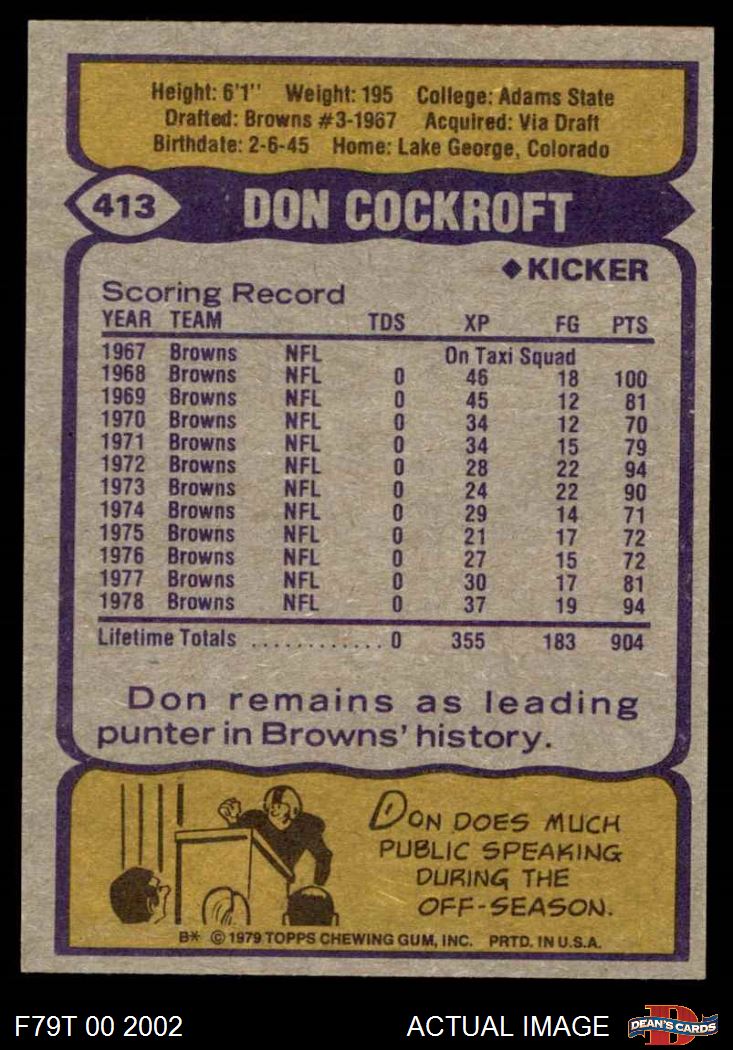 Height: 6'1'' Weight: 195 College: Adams State
Drafted: Browns #3-1967 Acquired: Via Draft
Birthdate: 2-6-45 Home: Lake George, Colorado
413 DON COCKROFT
◆KICKER
Scoring Record
YEAR TEAM TDS XP FG PTS
1967 Browns NFL On Taxi Squad
1968 Browns NFL 0 46 18 100
1969 Browns NFL 0 45 12 81
1970 Browns NFL 0 34 12 70
1971 Browns NFL 0 34 15 79
1972 Browns NFL 0 28 22 94
1973 Browns NFL 0 24 22 90
1974 Browns NFL 0 29 14 71
1975 Browns NFL 0 21 17 72
1976 Browns NFL 0 27 15 72
1977 Browns NFL 0 30 17 81
1978 Browns NFL 0 37 19 94
Lifetime Totals ............ 0 355 183 904
Don remains as leading
punter in Browns' history.
DON DOES MUCH
PUBLIC SPEAKING
DURING THE
OFF-SEASON.
B* © 1979 TOPPS CHEWING GUM, INC. PRTD. IN U.S.A.
F79T 00 2002 ACTUAL IMAGE D DEAN'S CARDS